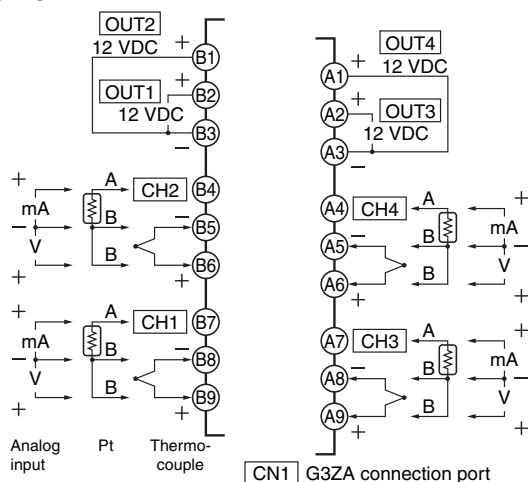 OUT2
12 VDC
+
B1
OUT1
+
B2
12 VDC
B3
−
OUT4
12 VDC
+
A1
+
A2
OUT3
12 VDC
A3
−
+
mA
−
V
+
A
B
B
CH2
B4
−
B5
B6
+
+
mA
−
V
+
A
B
B
CH1
B7
−
B8
B9
+
A4
CH4
A
−
A5
B
A6
+
B
+
mA
−
V
+
A7
CH3
A
−
A8
B
A9
+
B
+
mA
−
V
+
Analog
input
Pt
Thermo-
couple
CN1 G3ZA connection port